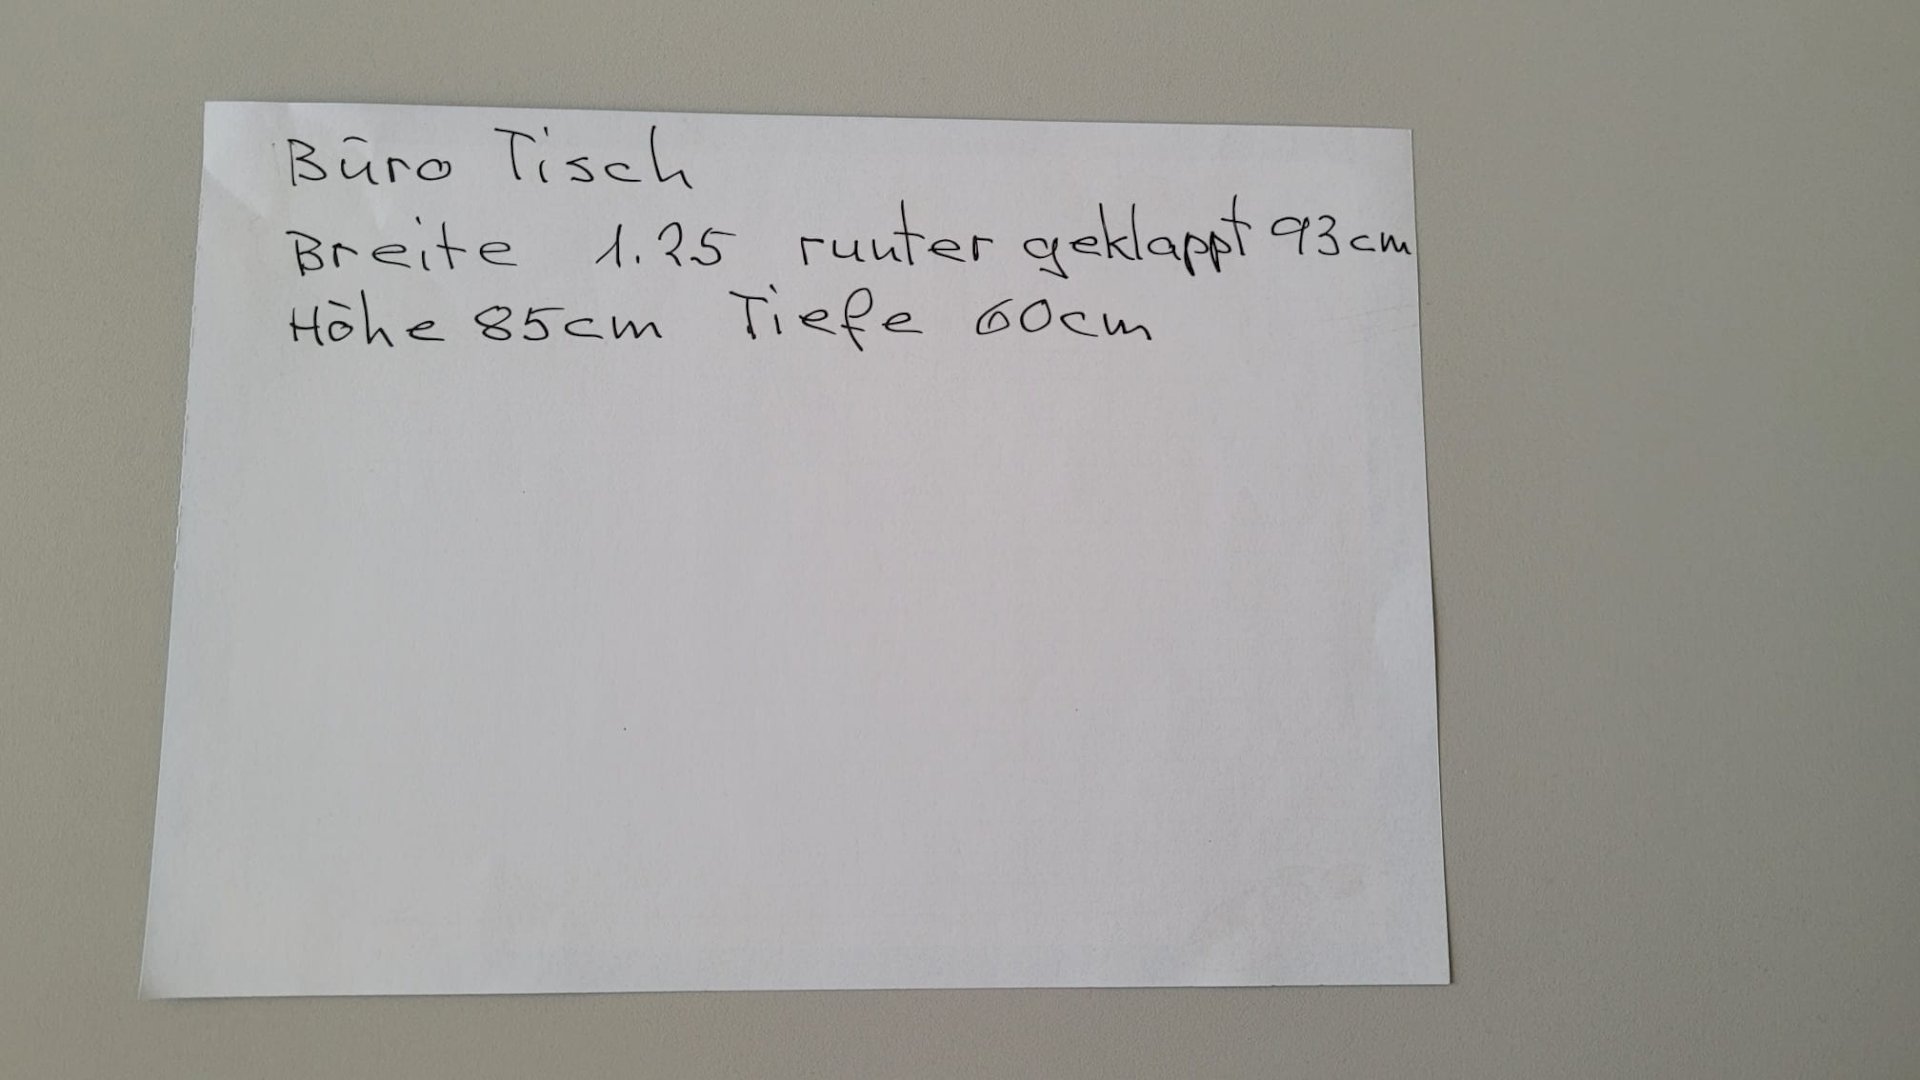 Büro Tisch
Breite 1.25 runter geklappt 93cm
Höhe 85cm Tiefe 60cm